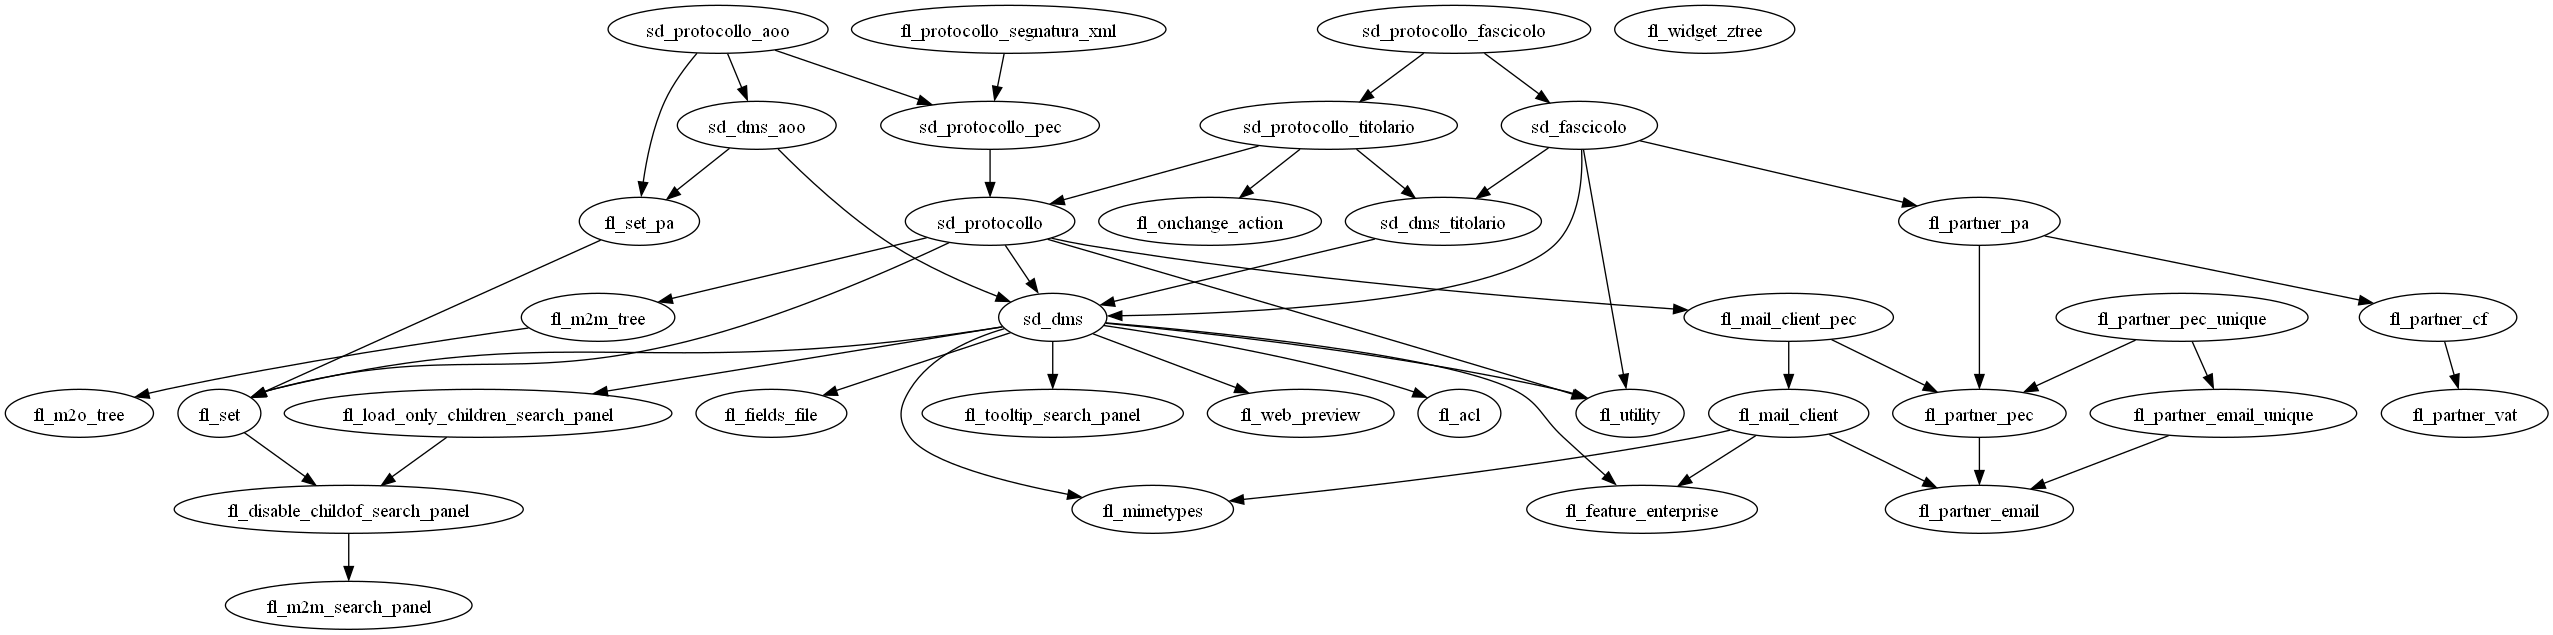 sd_protocollo_aoo
fl_protocollo_segnatura_xml
sd_protocollo_fascicolo
fl_widget_ztree
sd_dms_aoo
sd_protocollo_pec
sd_protocollo_titolario
sd_fascicolo
fl_set_pa
sd_protocollo
fl_onchange_action
sd_dms_titolario
fl_partner_pa
fl_m2m_tree
sd_dms
fl_mail_client_pec
fl_partner_pec_unique
fl_partner_cf
fl_m2o_tree
fl_set
fl_load_only_children_search_panel
fl_fields_file
fl_tooltip_search_panel
fl_web_preview
fl_acl
fl_utility
fl_mail_client
fl_partner_pec
fl_partner_email_unique
fl_partner_vat
fl_disable_childof_search_panel
fl_mimetypes
fl_feature_enterprise
fl_partner_email
fl_m2m_search_panel